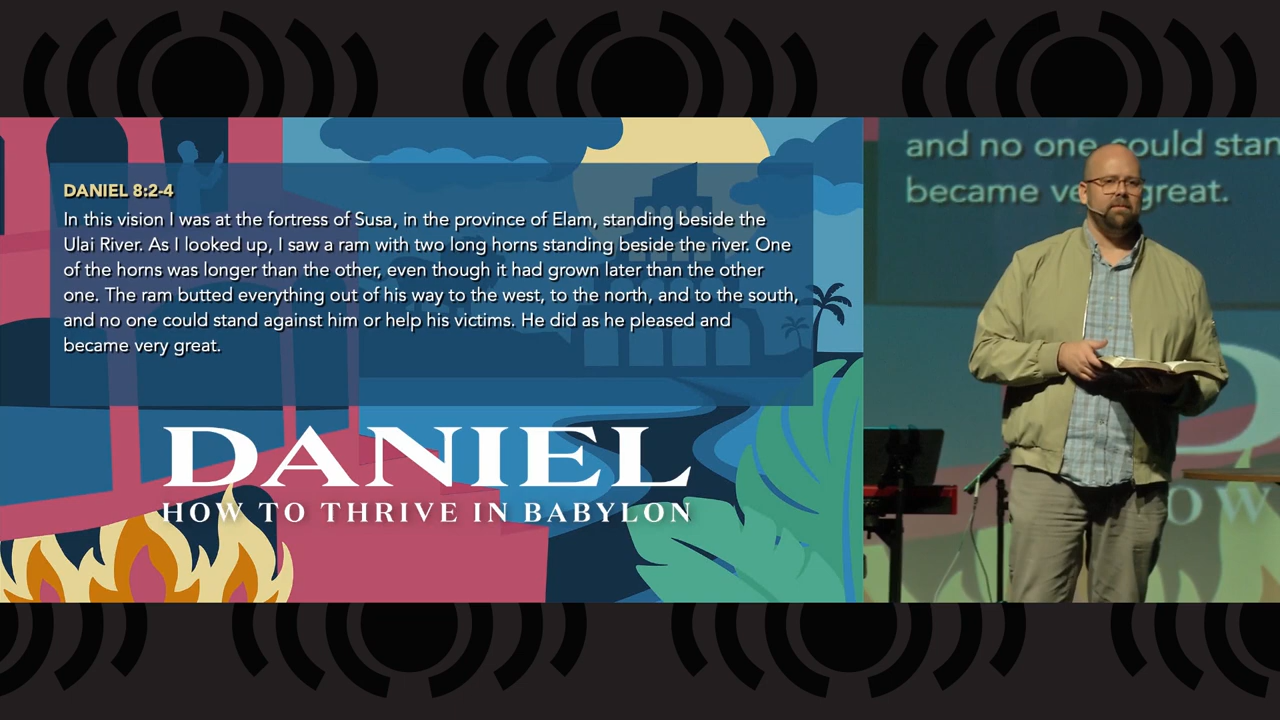 DANIEL 8:2-4
In this vision I was at the fortress of Susa, in the province of Elam, standing beside the
Ulai River. As I looked up, I saw a ram with two long horns standing beside the river. One
of the horns was longer than the other, even though it had grown later than the other
one. The ram butted everything out of his way to the west, to the north, and to the south,
and no one could stand against him or help his victims. He did as he pleased and
became very great.
DANIEL
HOW TO THRIVE IN BABYLON
and no one could stan
became ve great.
OW